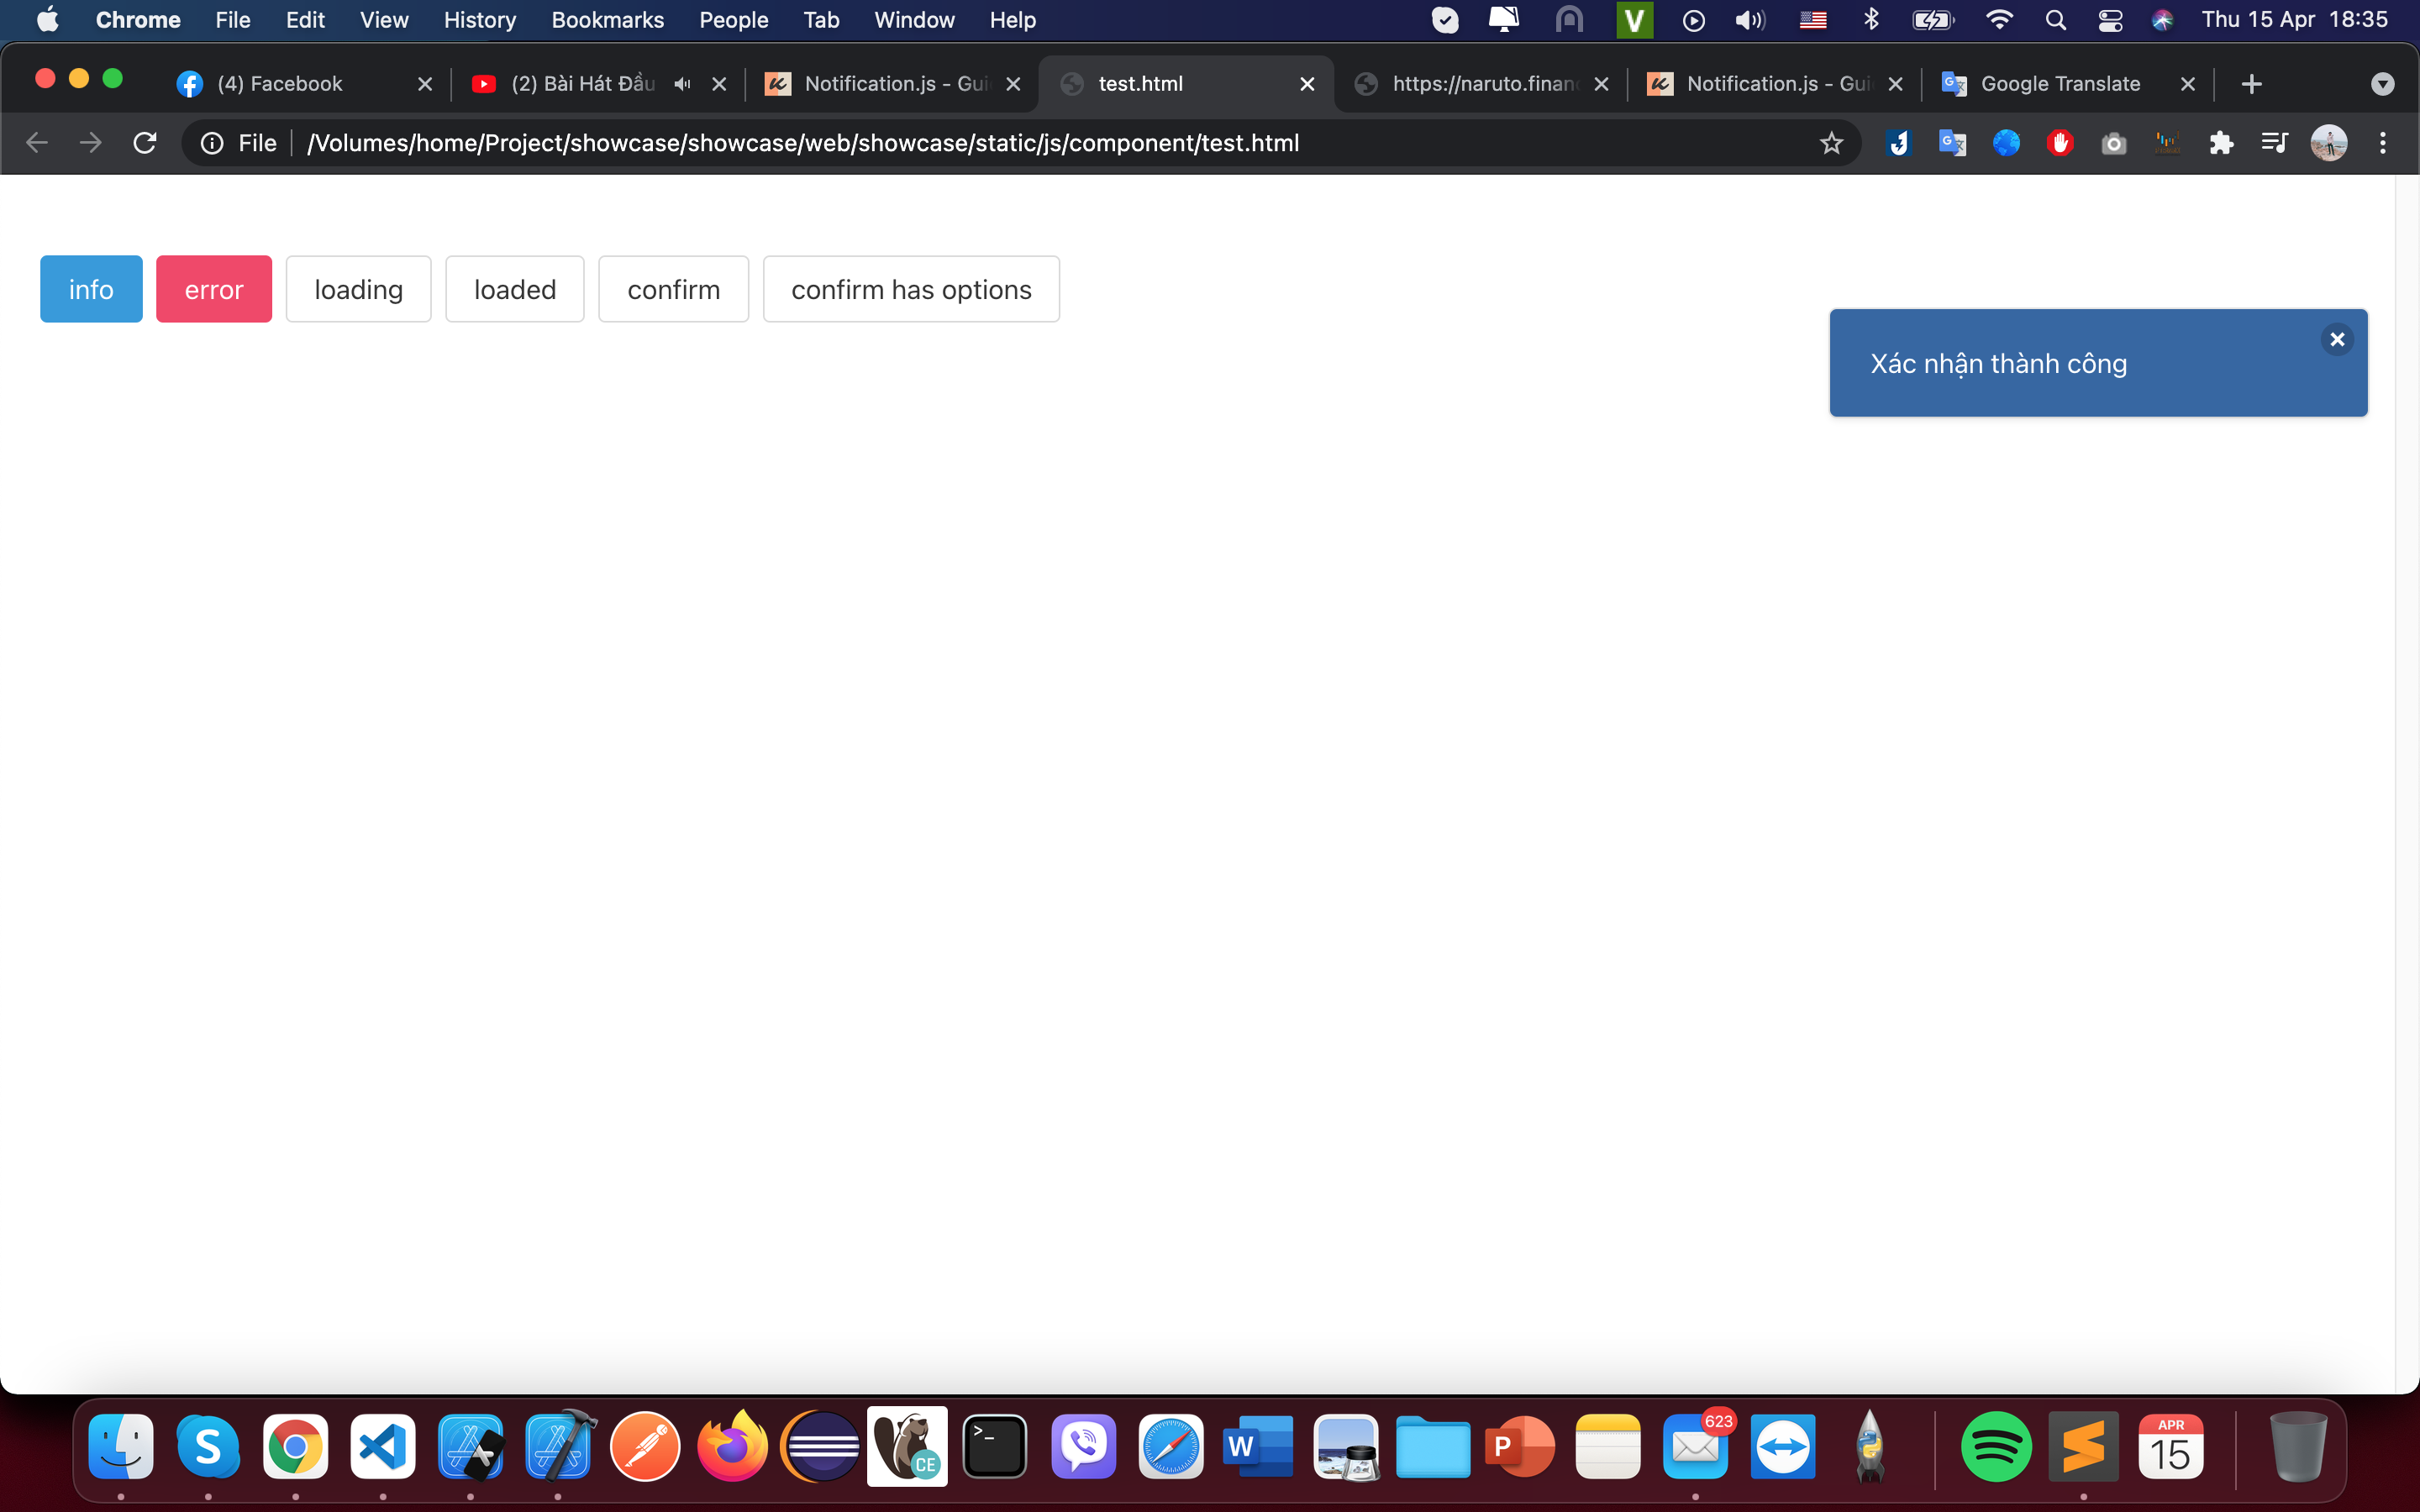 Chrome File Edit View History Bookmarks People Tab Window Help V Thu 15 Apr 18:35
(4) Facebook (2) Bài Hát Đầu Notification.js - Gui test.html https://naruto.finan Notification.js - Gui Google Translate
File /Volumes/home/Project/showcase/showcase/web/showcase/static/js/component/test.html
info error loading loaded confirm confirm has options
Xác nhận thành công
S CE >_ W P 623 APR
15